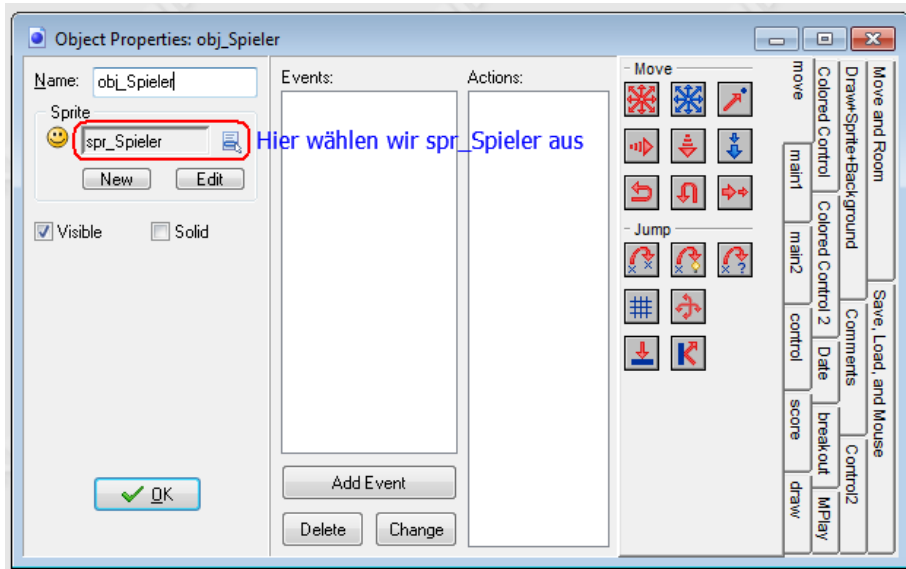 Object Properties: obj_Spieler
Name: obj_Spieler
Sprite
spr_Spieler
New Edit
Visible Solid
OK
Hier wählen wir spr_Spieler aus
Events:
Add Event
Delete Change
Actions:
Move
Jump
move
main1
main2
control
score
draw
Colored Control
Colored Control 2
Date
breakout
MPlay
Draw+Sprite+Background
Comments
Control2
Move and Room
Save, Load, and Mouse